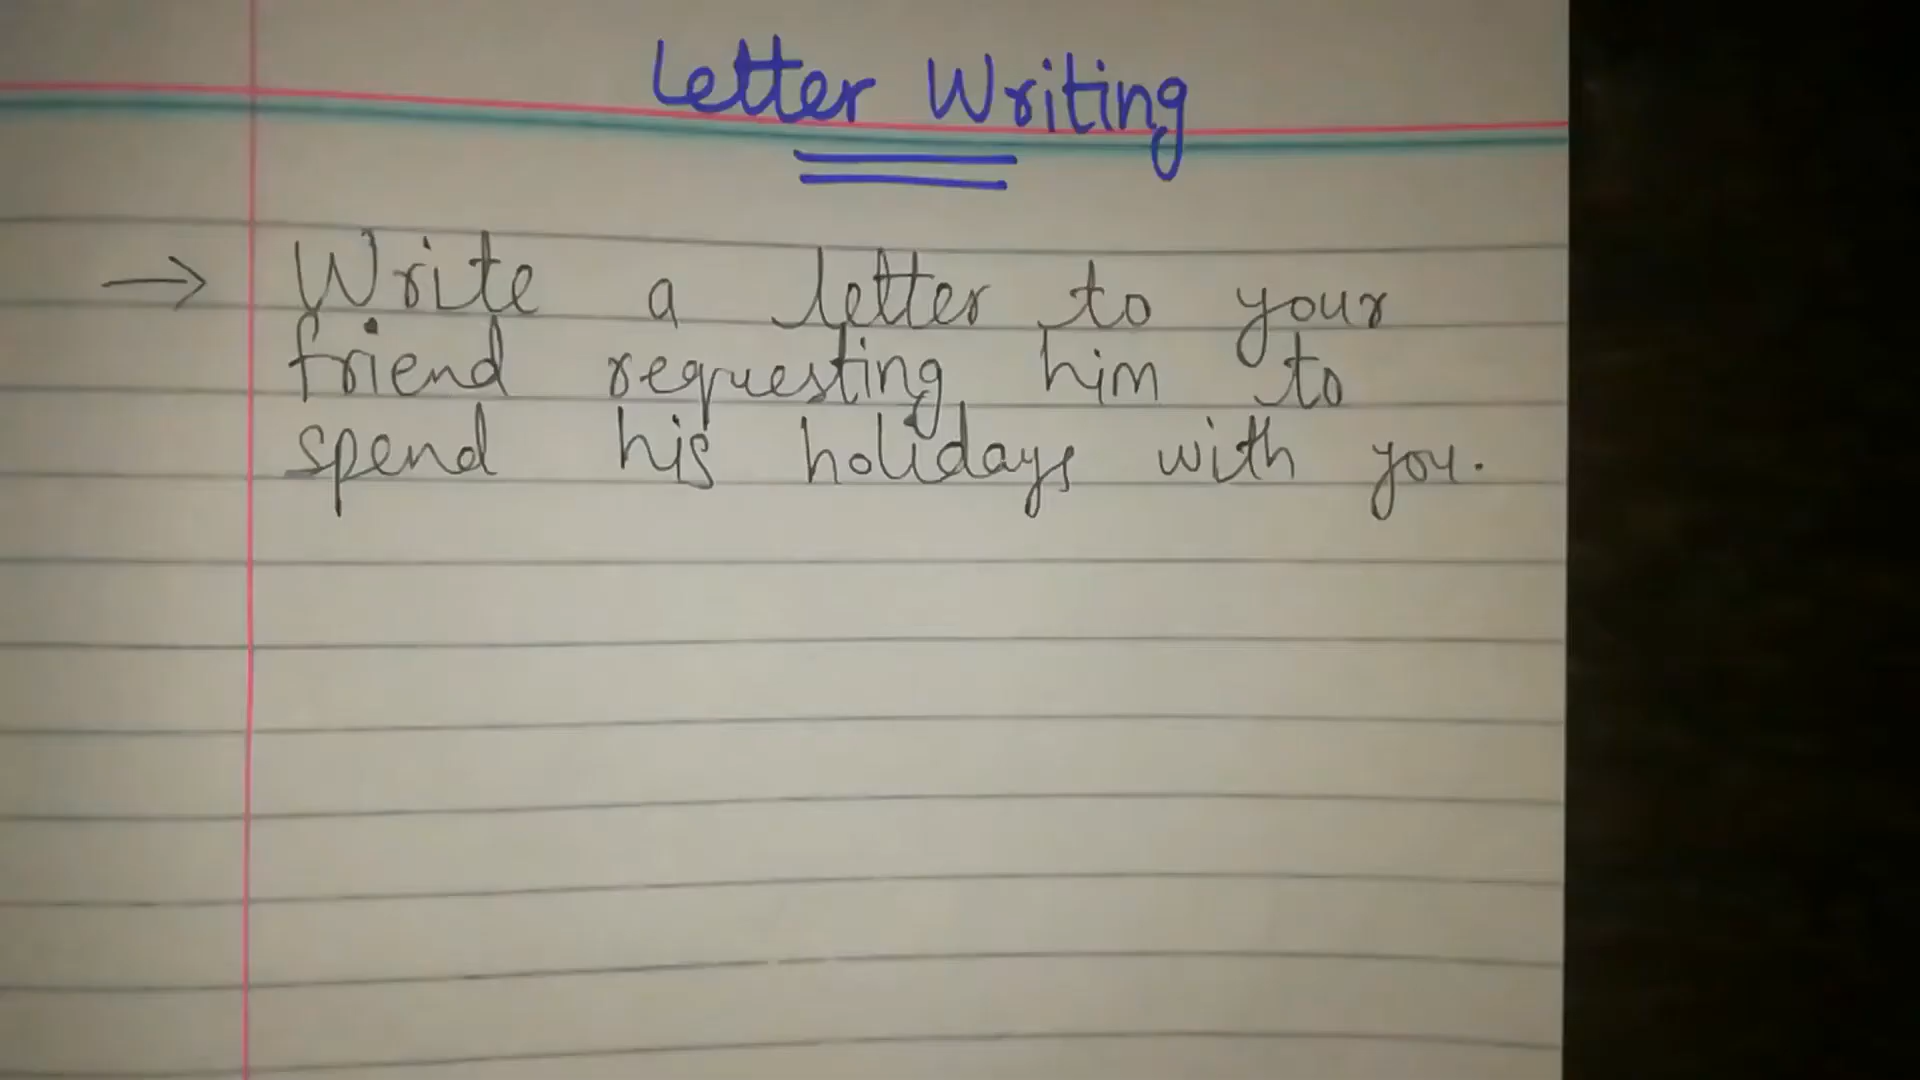 Letter Writing
→ Write a letter to your
friend requesting him to
spend his holidays with you.